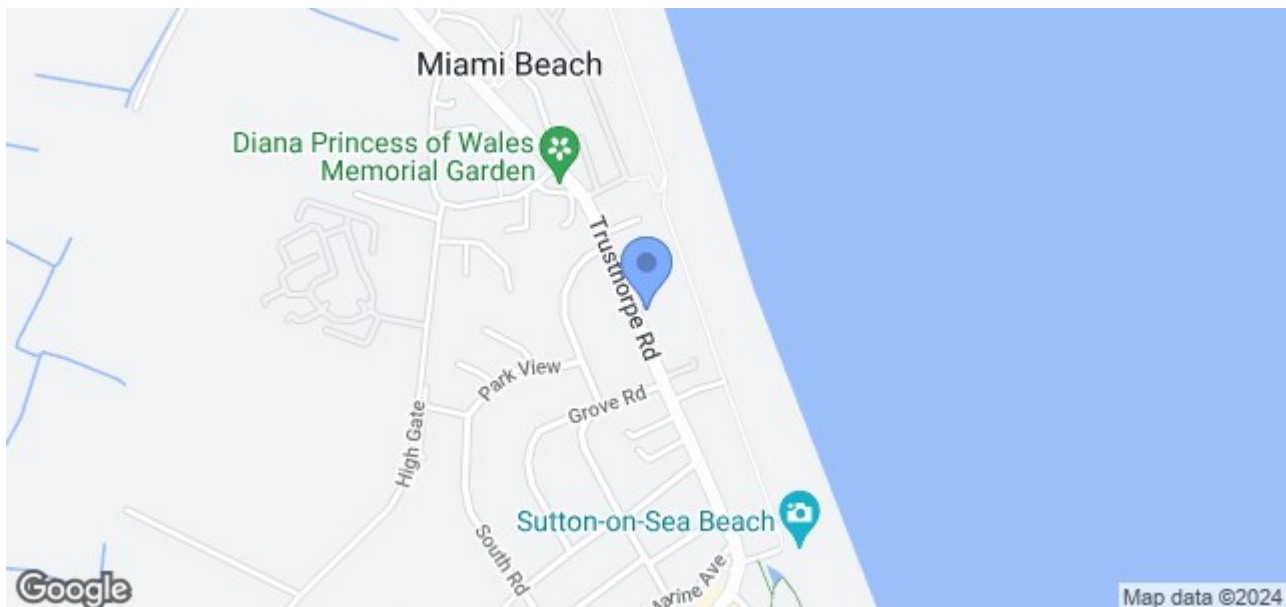 Miami Beach
Diana Princess of Wales
Memorial Garden
Trusthorpe Rd
Park View
Grove Rd
High Gate
Sutton-on-Sea Beach
South Rd
Marine Ave
Google
Map data ©2024